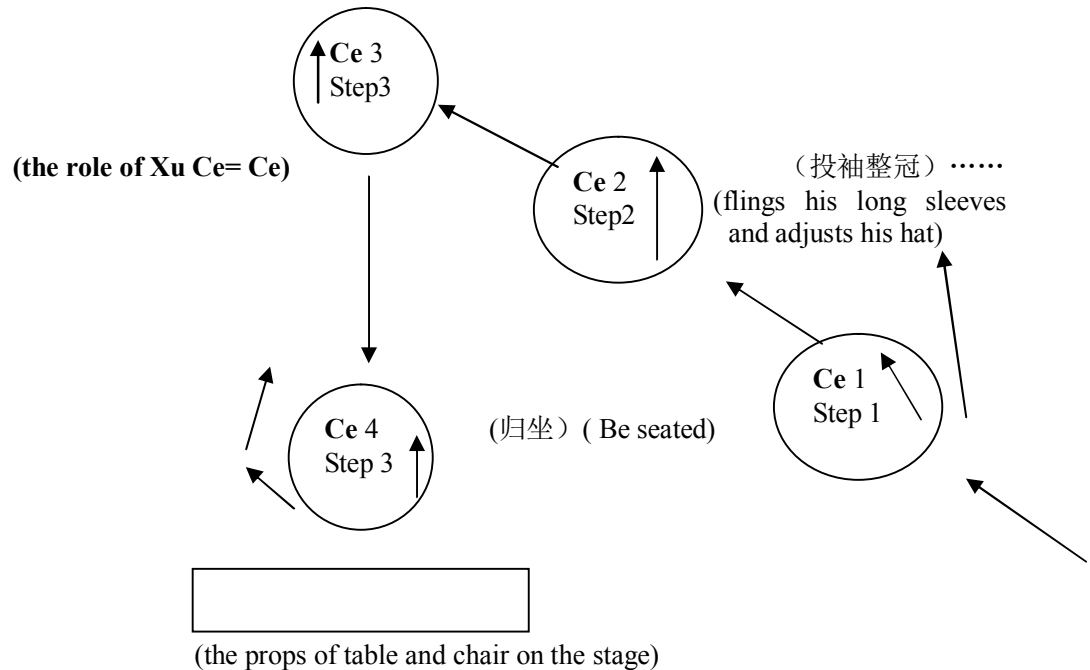 Ce 3
Step3
(the role of Xu Ce= Ce)
Ce 2
Step2
（投袖整冠）……
(flings his long sleeves
and adjusts his hat)
Ce 1
Step 1
Ce 4
Step 3
(归坐）( Be seated)
(the props of table and chair on the stage)